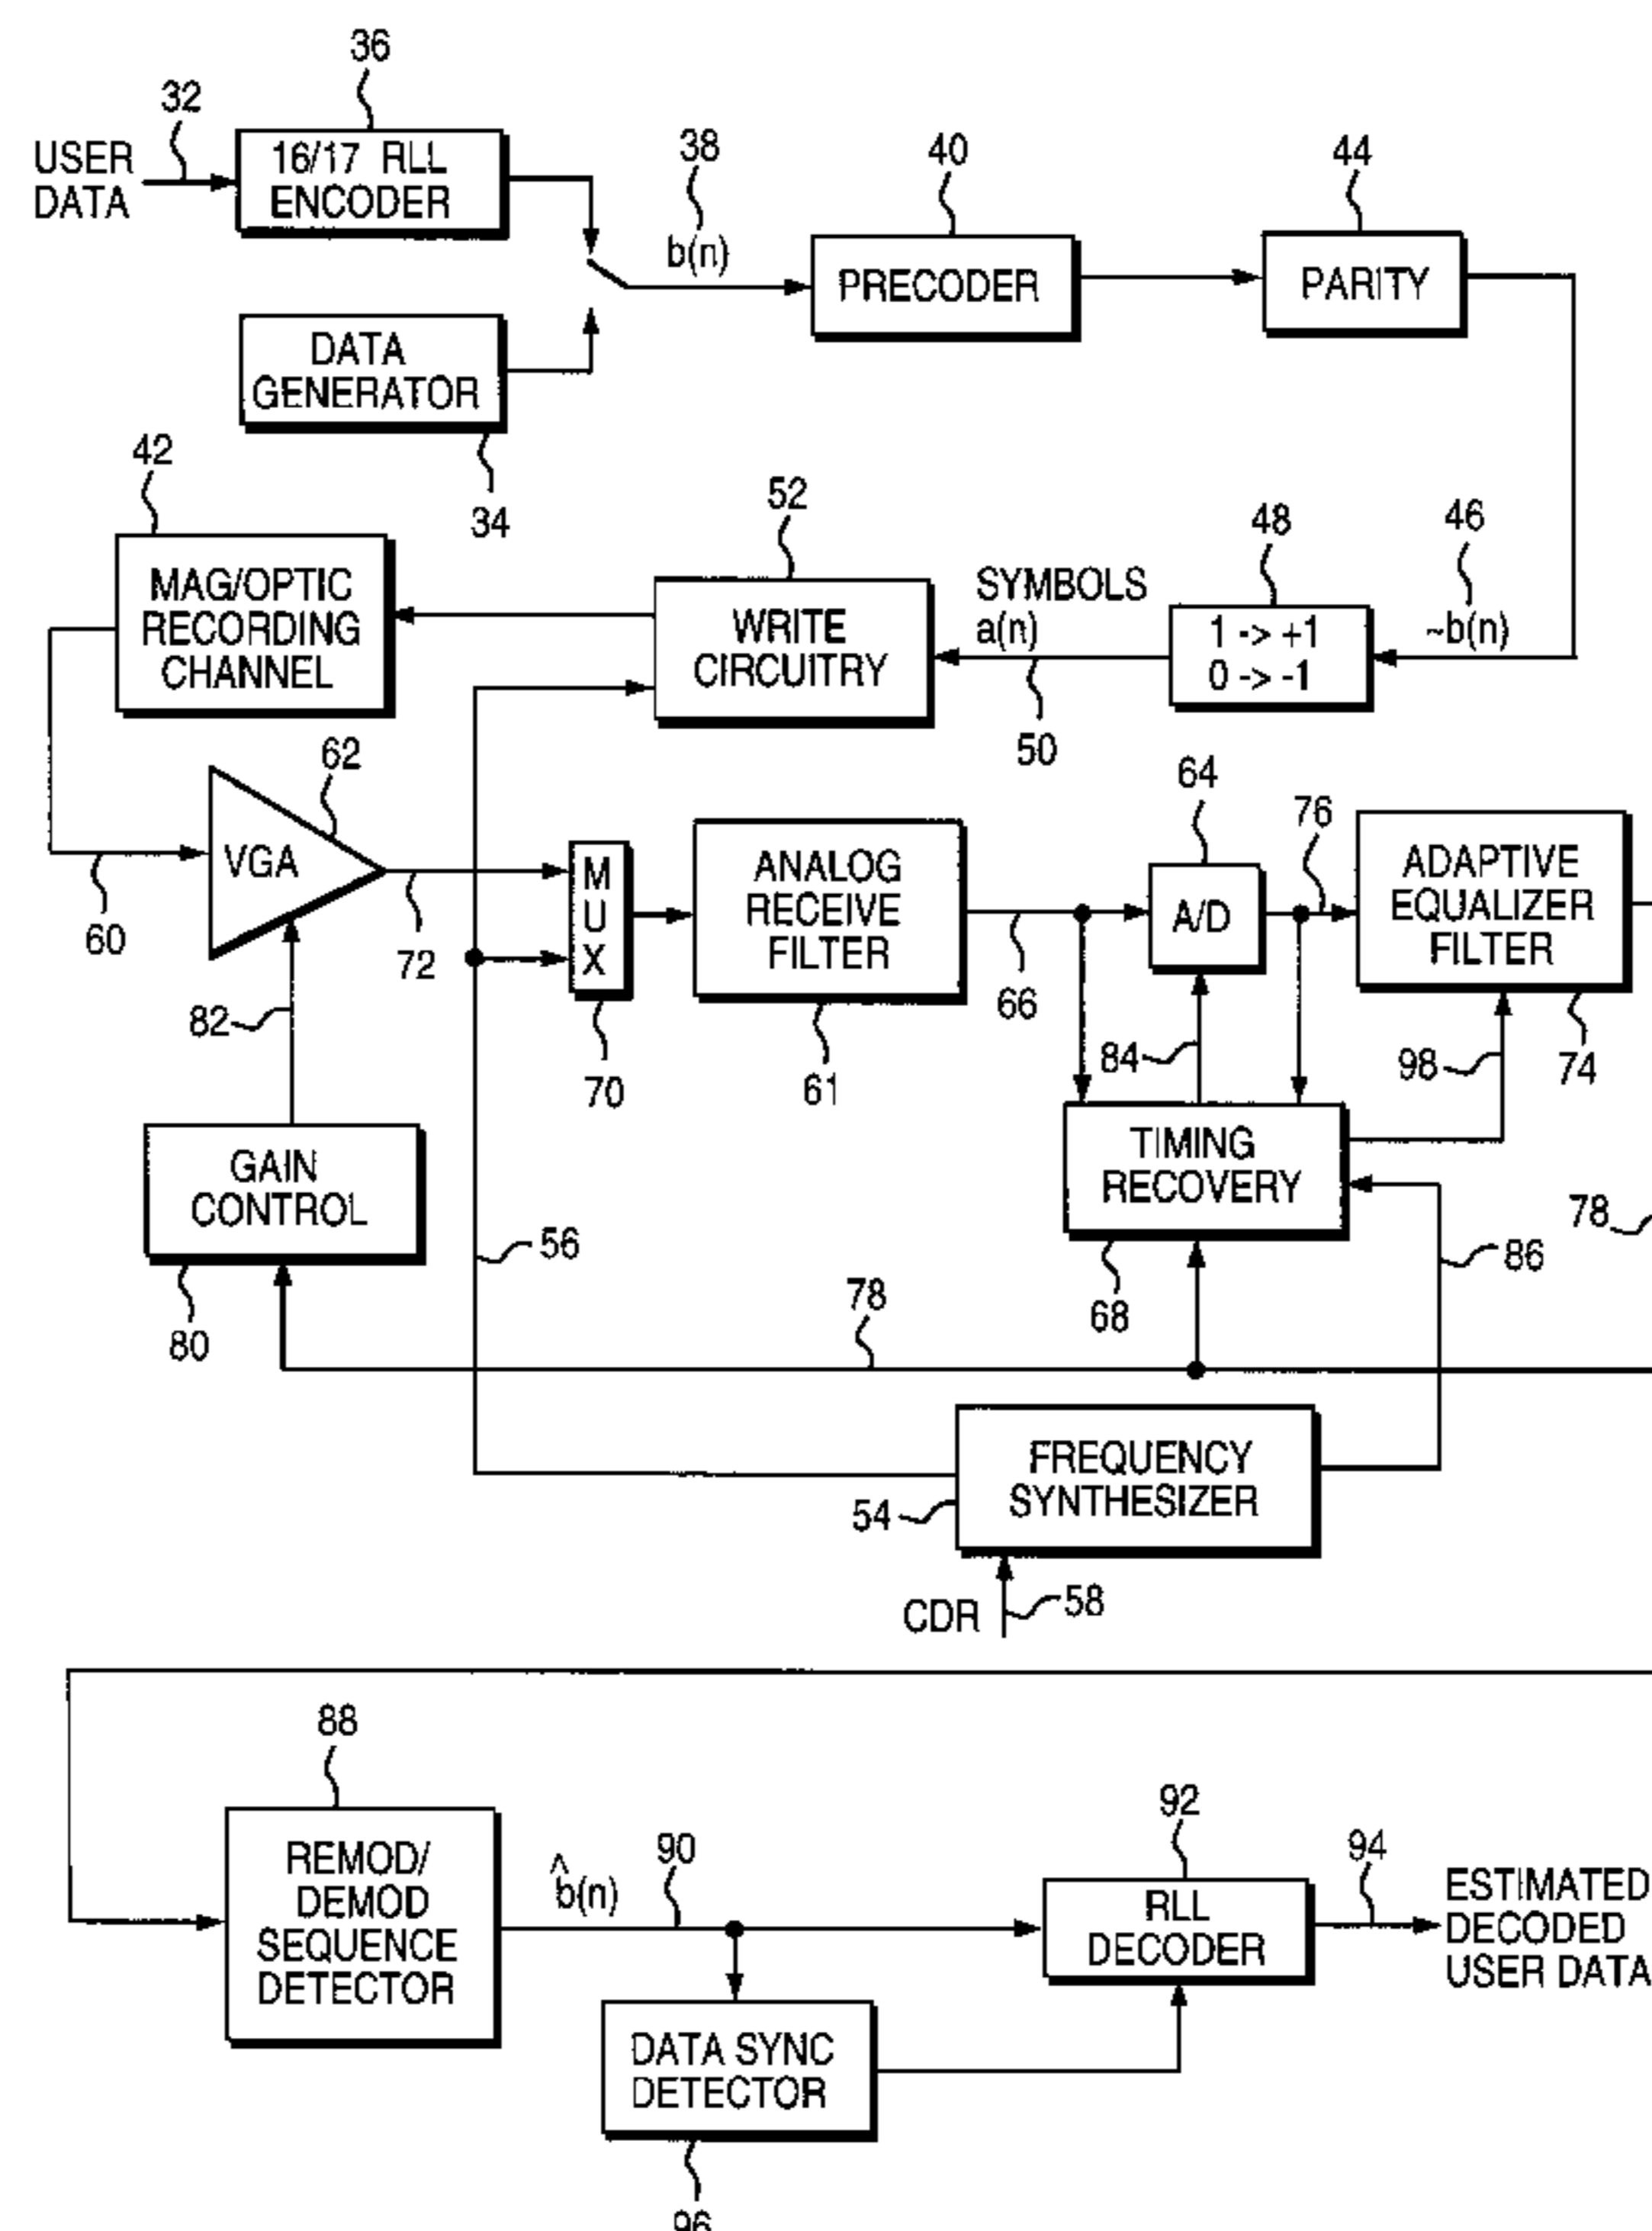 36
32
USER
DATA
16/17 RLL
ENCODER
38
b(n)
40
PRECODER
44
PARITY
DATA
GENERATOR
34
42
MAG/OPTIC
RECORDING
CHANNEL
52
WRITE
CIRCUITRY
SYMBOLS
a(n)
50
48
1 -> +1
0 -> -1
46
~b(n)
62
VGA
60
72
M
U
X
70
ANALOG
RECEIVE
FILTER
61
66
64
A/D
76
ADAPTIVE
EQUALIZER
FILTER
74
82
84
98
GAIN
CONTROL
80
56
TIMING
RECOVERY
68
78
86
78
FREQUENCY
SYNTHESIZER
54
CDR
58
88
REMOD/
DEMOD
SEQUENCE
DETECTOR
b̂(n)
90
92
RLL
DECODER
94
ESTIMATED
DECODED
USER DATA
DATA SYNC
DETECTOR
96